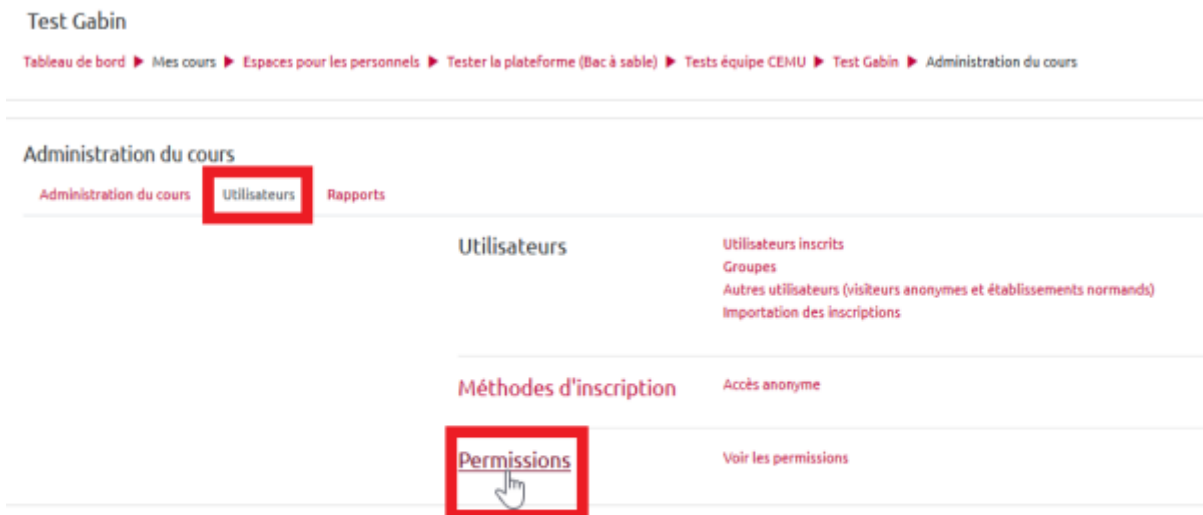 Test Gabin
Tableau de bord ▶ Mes cours ▶ Espaces pour les personnels ▶ Tester la plateforme (Bac à sable) ▶ Tests équipe CEMU ▶ Test Gabin ▶ Administration du cours
Administration du cours
Administration du cours Utilisateurs Rapports
Utilisateurs Utilisateurs inscrits
Groupes
Autres utilisateurs (visiteurs anonymes et établissements normands)
Importation des inscriptions
Méthodes d'inscription Accès anonyme
Permissions Voir les permissions